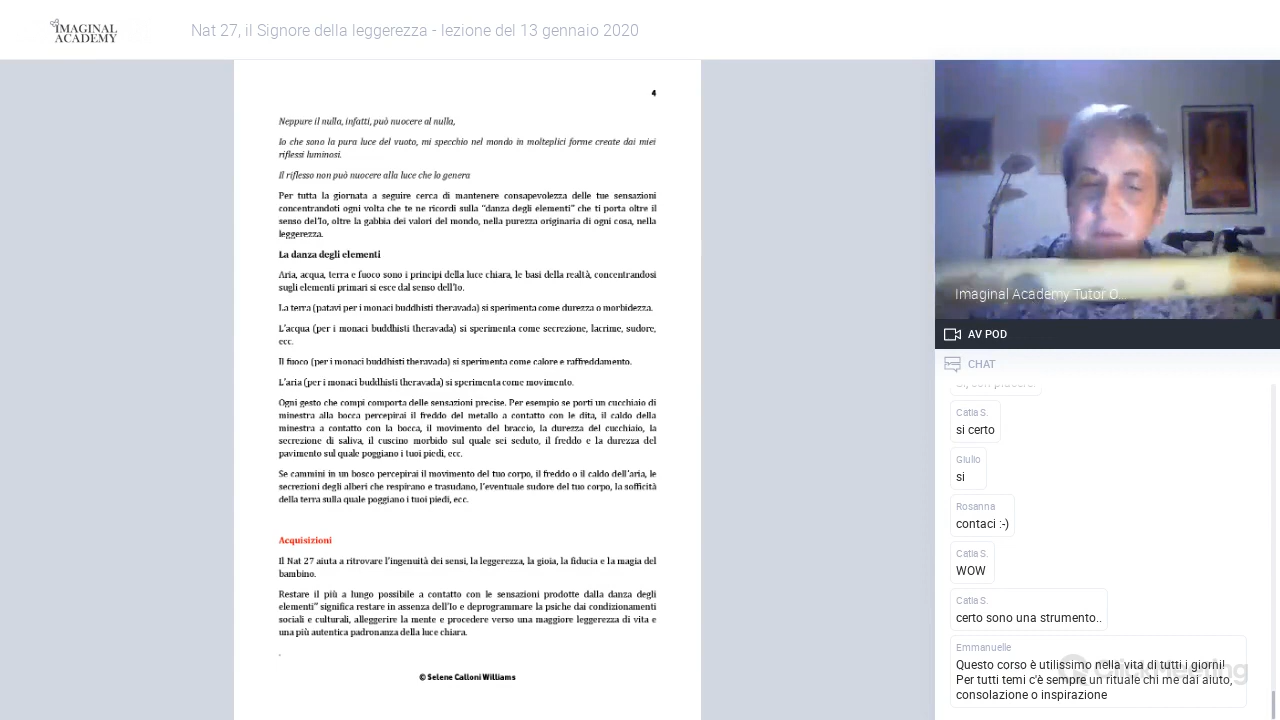 IMAGINAL
ACADEMY
Nat 27, il Signore della leggerezza - lezione del 13 gennaio 2020
4
Neppure il nulla, infatti, può nuocere al nulla,
Io che sono la pura luce del vuoto, mi specchio nel mondo in molteplici forme create dai miei
riflessi luminosi.
Il riflesso non può nuocere alla luce che lo genera
Per tutta la giornata a seguire cerca di mantenere consapevolezza delle tue sensazioni
concentrandoti ogni volta che te ne ricordi sulla “danza degli elementi” che ti porta oltre il
senso del’Io, oltre la gabbia dei valori del mondo, nella purezza originaria di ogni cosa, nella
leggerezza.
La danza degli elementi
Aria, acqua, terra e fuoco sono i principi della luce chiara, le basi della realtà, concentrandosi
sugli elementi primari si esce dal senso dell’Io.
La terra (patavi per i monaci buddhisti theravada) si sperimenta come durezza o morbidezza.
L’acqua (per i monaci buddhisti theravada) si sperimenta come secrezione, lacrime, sudore,
ecc.
Il fuoco (per i monaci buddhisti theravada) si sperimenta come calore e raffreddamento.
L’aria (per i monaci buddhisti theravada) si sperimenta come movimento.
Ogni gesto che compi comporta delle sensazioni precise. Per esempio se porti un cucchiaio di
minestra alla bocca percepirai il freddo del metallo a contatto con le dita, il caldo della
minestra a contatto con la bocca, il movimento del braccio, la durezza del cucchiaio, la
secrezione di saliva, il cuscino morbido sul quale sei seduto, il freddo e la durezza del
pavimento sul quale poggiano i tuoi piedi, ecc.
Se cammini in un bosco percepirai il movimento del tuo corpo, il freddo o il caldo dell’aria, le
secrezioni degli alberi che respirano e trasudano, l’eventuale sudore del tuo corpo, la sofficità
della terra sulla quale poggiano i tuoi piedi, ecc.
Acquisizioni
Il Nat 27 aiuta a ritrovare l’ingenuità dei sensi, la leggerezza, la gioia, la fiducia e la magia del
bambino.
Restare il più a lungo possibile a contatto con le sensazioni prodotte dalla danza degli
elementi” significa restare in assenza dell’Io e deprogrammare la psiche dai condizionamenti
sociali e culturali, alleggerire la mente e procedere verso una maggiore leggerezza di vita e
una più autentica padronanza della luce chiara.
.
© Selene Calloni Williams
Imaginal Academy Tutor O...
AV POD
CHAT
Catia S.
si certo
Giulio
si
Rosanna
contaci :-)
Catia S.
WOW
Catia S.
certo sono una strumento..
Emmanuelle
Questo corso è utilissimo nella vita di tutti i giorni!
Per tutti temi c'è sempre un rituale chi me dai aiuto,
consolazione o inspirazione
ClickMeeting